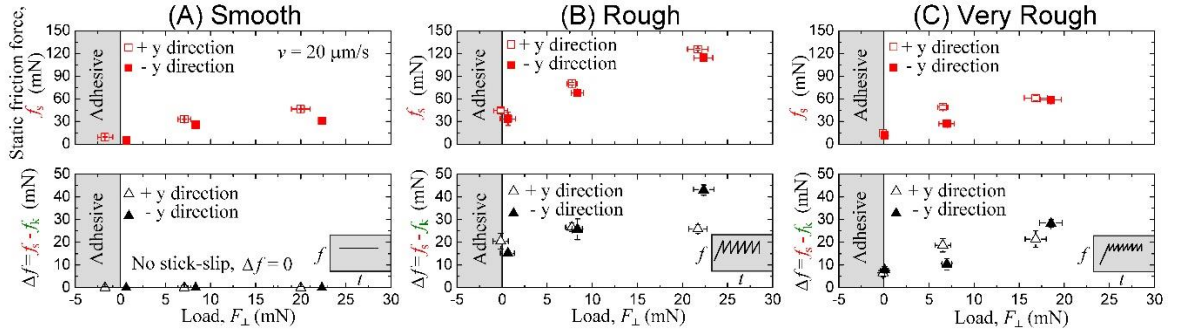 (A) Smooth
(B) Rough
(C) Very Rough
Static friction force,
fₛ (mN)
150
120
90
60
30
0
Adhesive
+ y direction
- y direction
v = 20 µm/s
fₛ (mN)
150
120
90
60
30
0
Adhesive
+ y direction
- y direction
fₛ (mN)
150
120
90
60
30
0
Adhesive
+ y direction
- y direction
Δf = fₛ - fₖ (mN)
50
40
30
20
10
0
Adhesive
+ y direction
- y direction
No stick-slip, Δf = 0
f
t
-5 0 5 10 15 20 25 30
Load, F⊥ (mN)
Δf = fₛ - fₖ (mN)
50
40
30
20
10
0
Adhesive
+ y direction
- y direction
f
t
-5 0 5 10 15 20 25 30
Load, F⊥ (mN)
Δf = fₛ - fₖ (mN)
50
40
30
20
10
0
Adhesive
+ y direction
- y direction
f
t
-5 0 5 10 15 20 25 30
Load, F⊥ (mN)